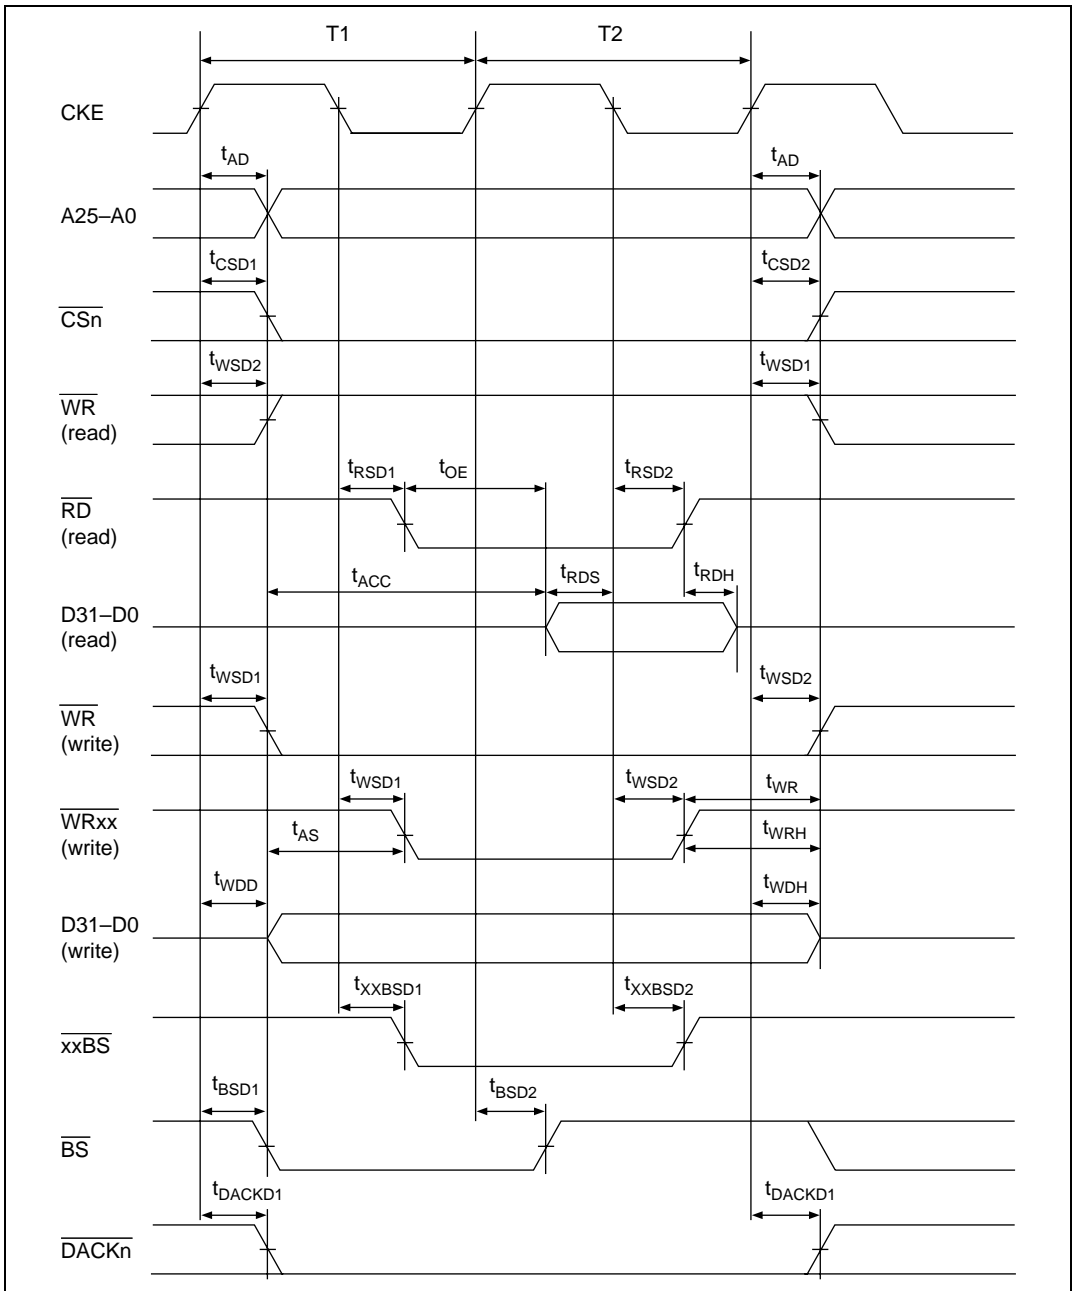 T1 T2
CKE
tAD tAD
A25–A0
tCSD1 tCSD2
CSn
tWSD2 tWSD1
WR
(read)
tRSD1 tOE tRSD2
RD
(read)
tACC tRDS tRDH
D31–D0
(read)
tWSD1 tWSD2
WR
(write)
tWSD1 tWSD2 tWR
WRxx
(write)
tAS tWRH
tWDD tWDH
D31–D0
(write)
tXXBSD1 tXXBSD2
xxBS
tBSD1 tBSD2
BS
tDACKD1 tDACKD1
DACKn